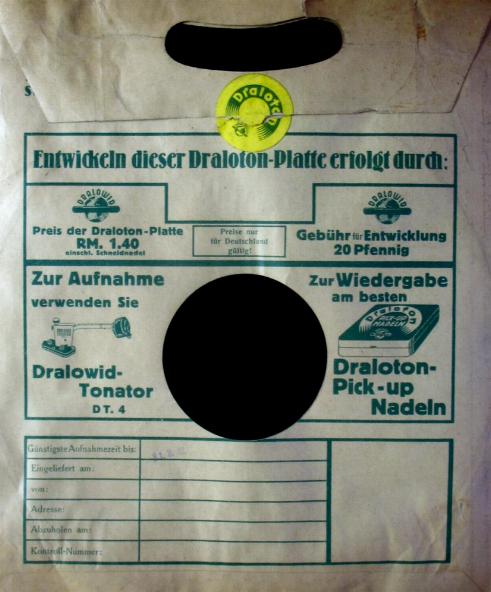 Draloton
Entwickeln dieser Draloton-Platte erfolgt durch:
DRALOWID
Preis der Draloton-Platte
RM. 1.40
einschl. Schneidnadel
Preise nur
für Deutschland
gültig!
DRALOWID
Gebühr für Entwicklung
20 Pfennig
Zur Aufnahme
verwenden Sie
Dralowid-
Tonator
DT. 4
Zur Wiedergabe
am besten
Draloton
PICK-UP
NADELN
Draloton-
Pick-up
Nadeln
Günstigste Aufnahmezeit bis:
Eingeliefert am:
von:
Adresse:
Abzuholen am:
Kontroll-Nummer: